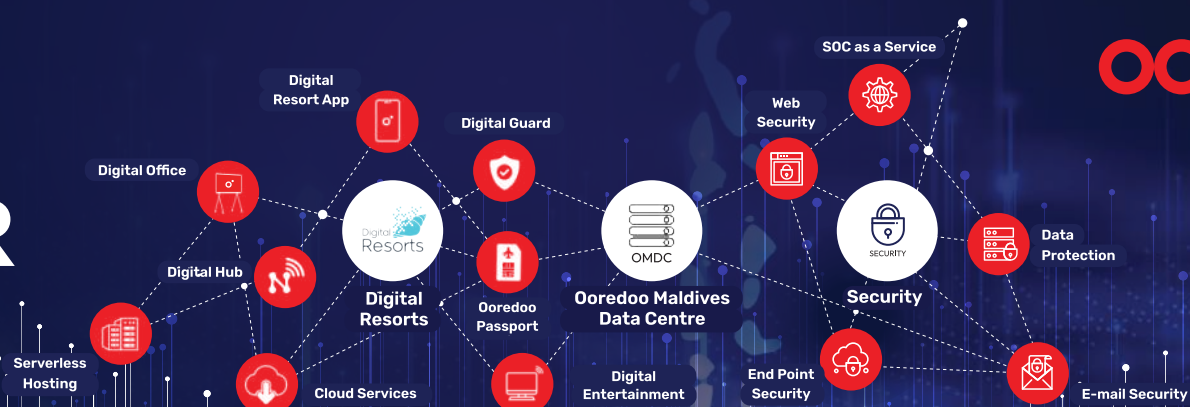 SOC as a Service
Digital
Resort App
Web
Security
Digital Guard
Digital Office
Digital
Resorts
OMDC
SECURITY
Data
Protection
Digital Hub
Digital
Resorts
Ooredoo
Passport
Ooredoo Maldives
Data Centre
Security
Serverless
Hosting
Cloud Services
Digital
Entertainment
End Point
Security
E-mail Security